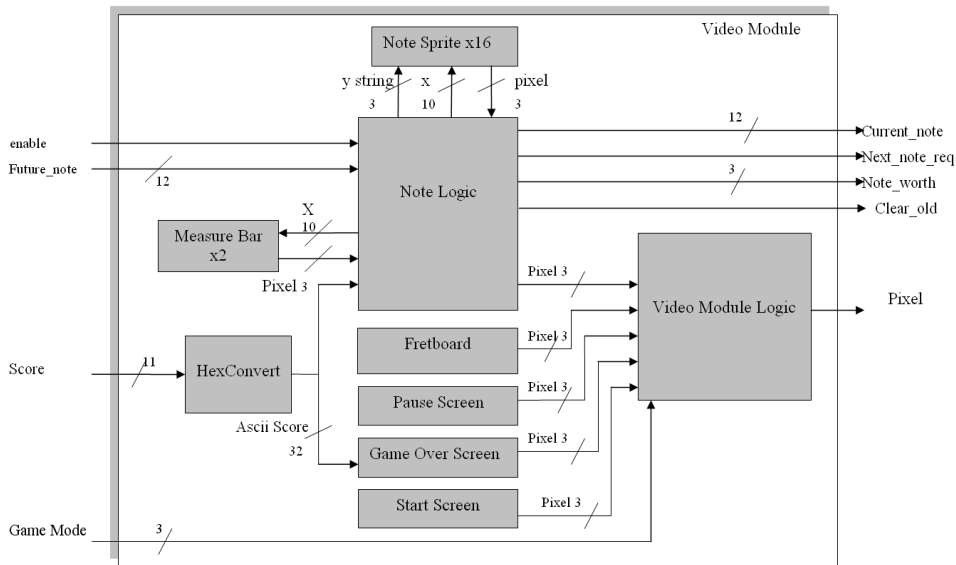 Video Module
Note Sprite x16
y string x pixel
3 10 3
enable
Future_note
12
Note Logic
12
Current_note
Next_note_req
3
Note_worth
Clear_old
X
10
Measure Bar
x2
Pixel 3
Pixel 3
Video Module Logic
Pixel
Fretboard
Pixel 3
Score
11
HexConvert
Pause Screen
Pixel 3
Ascii Score
32
Game Over Screen
Pixel 3
Start Screen
Pixel 3
Game Mode
3